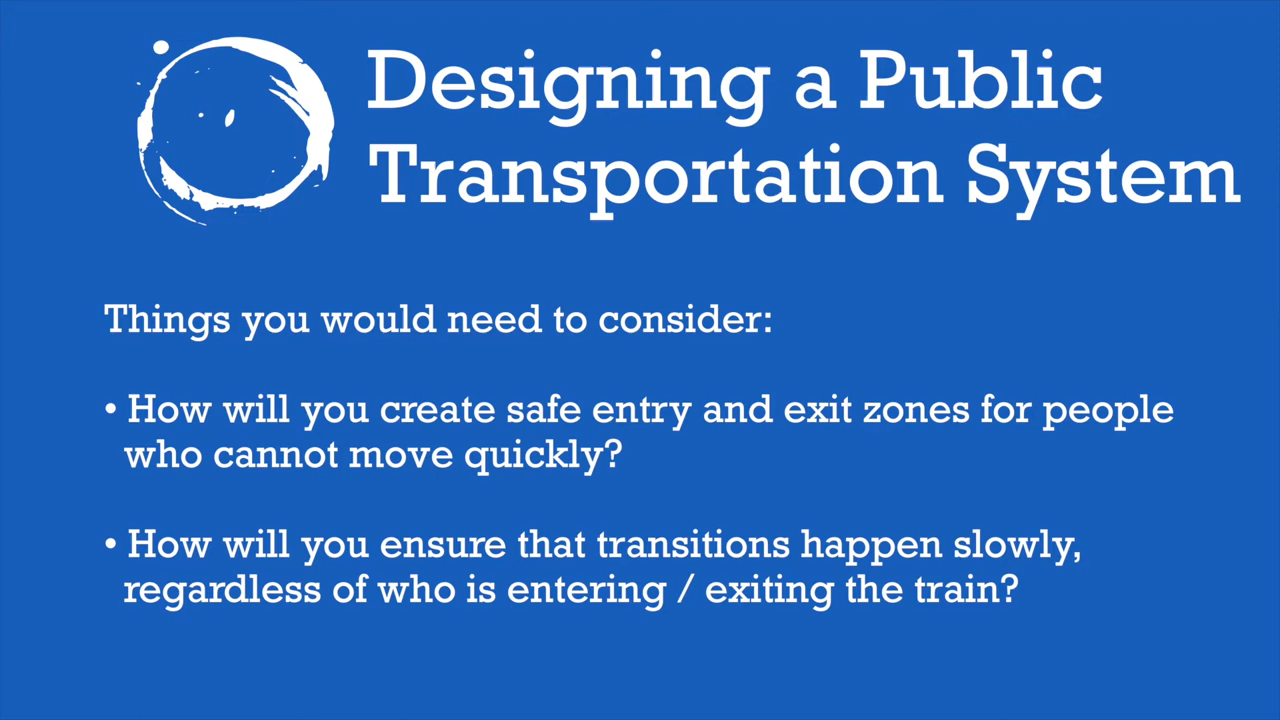 Designing a Public
Transportation System
Things you would need to consider:
• How will you create safe entry and exit zones for people
who cannot move quickly?
• How will you ensure that transitions happen slowly,
regardless of who is entering / exiting the train?